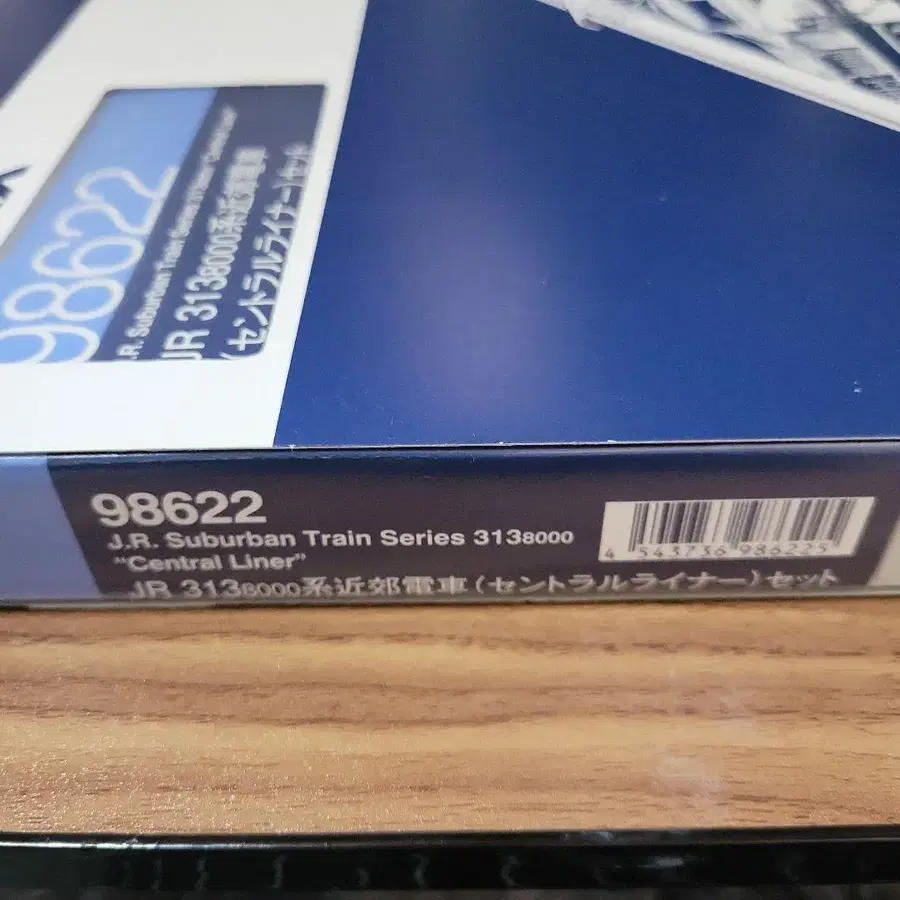 98622
J.R. Suburban Train Series 3138000 "Central Liner"
JR 3138000系近郊電車
(セントラルライナー)セット
98622
J.R. Suburban Train Series 3138000
"Central Liner"
JR 3138000系近郊電車(セントラルライナー)セット
4 543736 986225